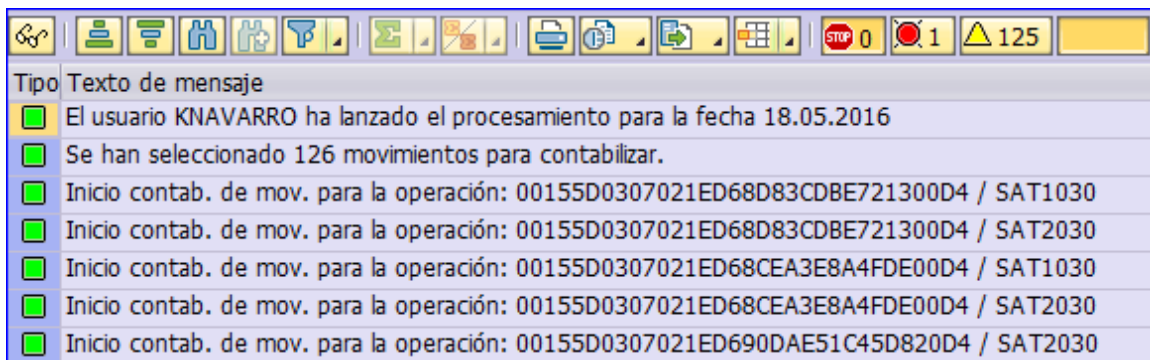 STOP 0 1 125
Tipo Texto de mensaje
El usuario KNAVARRO ha lanzado el procesamiento para la fecha 18.05.2016
Se han seleccionado 126 movimientos para contabilizar.
Inicio contab. de mov. para la operación: 00155D0307021ED68D83CDBE721300D4 / SAT1030
Inicio contab. de mov. para la operación: 00155D0307021ED68D83CDBE721300D4 / SAT2030
Inicio contab. de mov. para la operación: 00155D0307021ED68CEA3E8A4FDE00D4 / SAT1030
Inicio contab. de mov. para la operación: 00155D0307021ED68CEA3E8A4FDE00D4 / SAT2030
Inicio contab. de mov. para la operación: 00155D0307021ED690DAE51C45D820D4 / SAT2030